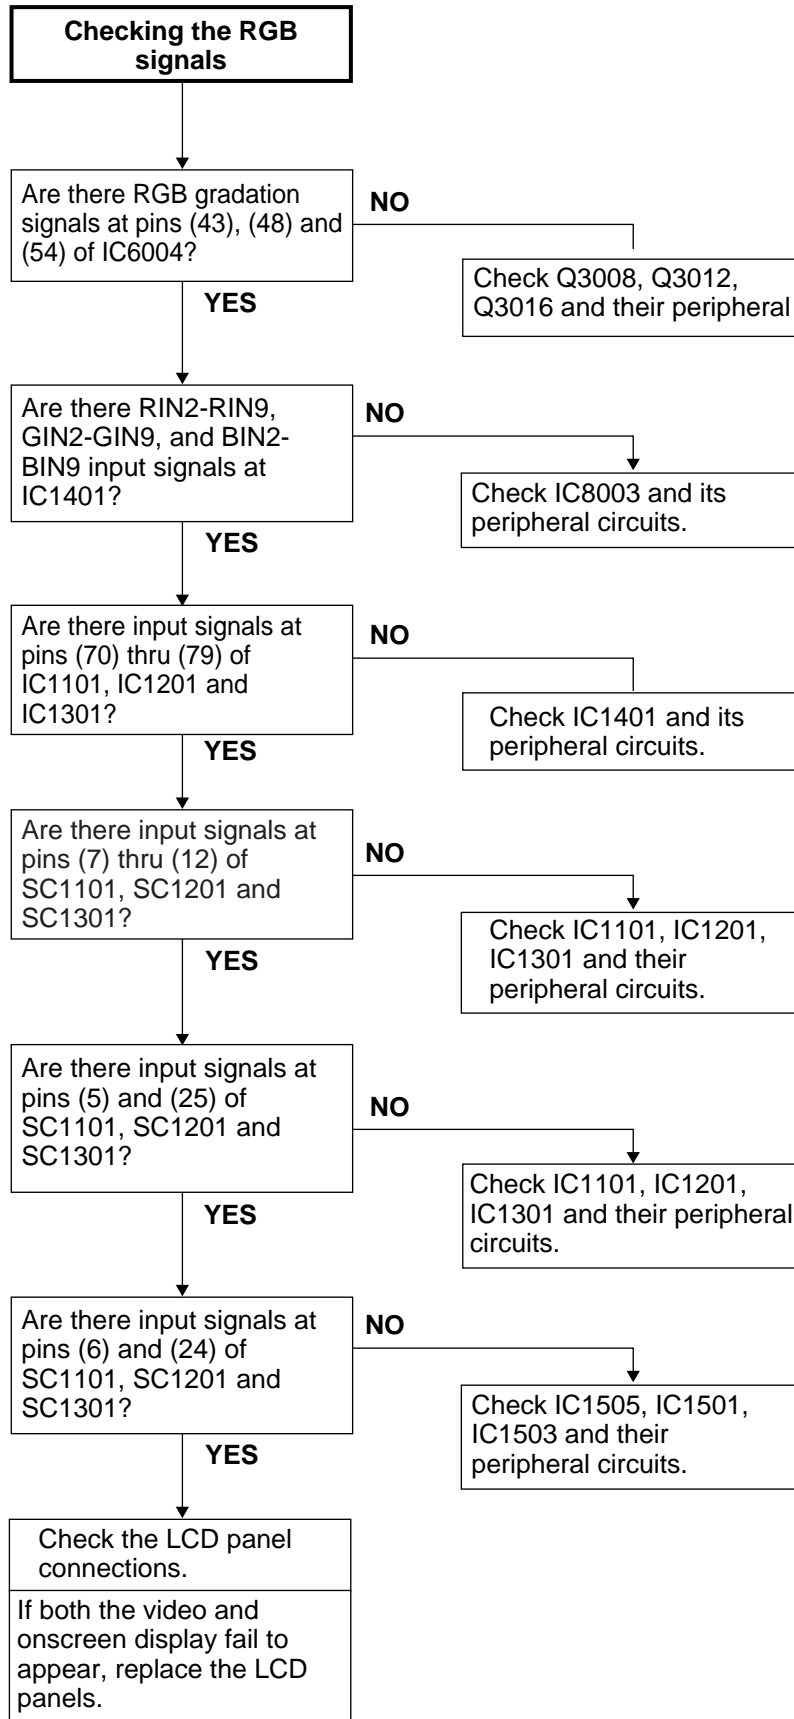 Checking the RGB
signals
Are there RGB gradation
signals at pins (43), (48) and
(54) of IC6004?
NO
Check Q3008, Q3012,
Q3016 and their peripheral
YES
Are there RIN2-RIN9,
GIN2-GIN9, and BIN2-
BIN9 input signals at
IC1401?
NO
Check IC8003 and its
peripheral circuits.
YES
Are there input signals at
pins (70) thru (79) of
IC1101, IC1201 and
IC1301?
NO
Check IC1401 and its
peripheral circuits.
YES
Are there input signals at
pins (7) thru (12) of
SC1101, SC1201 and
SC1301?
NO
Check IC1101, IC1201,
IC1301 and their
peripheral circuits.
YES
Are there input signals at
pins (5) and (25) of
SC1101, SC1201 and
SC1301?
NO
Check IC1101, IC1201,
IC1301 and their peripheral
circuits.
YES
Are there input signals at
pins (6) and (24) of
SC1101, SC1201 and
SC1301?
NO
Check IC1505, IC1501,
IC1503 and their
peripheral circuits.
YES
Check the LCD panel
connections.
If both the video and
onscreen display fail to
appear, replace the LCD
panels.